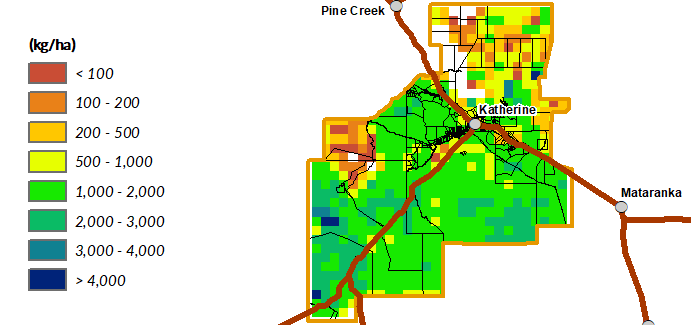 Pine Creek
(kg/ha)
< 100
100 - 200
200 - 500
500 - 1,000
1,000 - 2,000
2,000 - 3,000
3,000 - 4,000
> 4,000
Katherine
Mataranka